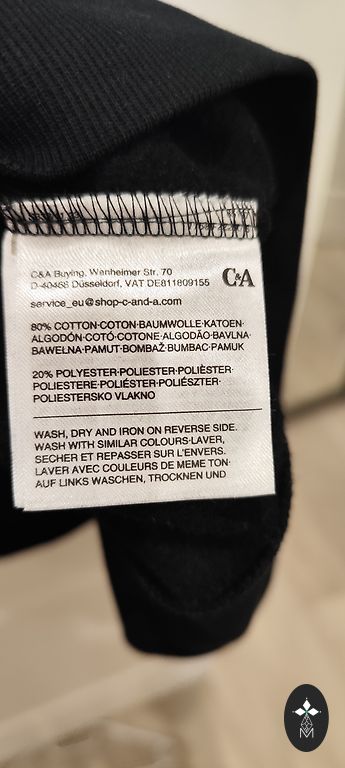 C&A Buying, Wanheimer Str. 70
D-40468 Düsseldorf, VAT DE811809155
C&A
service_eu@shop-c-and-a.com
80% COTTON·COTON·BAUMWOLLE·KATOEN·
ALGODÓN·COTÓ·COTONE·ALGODÃO·BAVLNA·
BAWEŁNA·PAMUT·BOMBAŽ·BUMBAC·PAMUK
20% POLYESTER·POLIESTER·POLIÈSTER·
POLIESTERE·POLIÉSTER·POLIÉSZTER·
POLIESTERSKO VLAKNO
WASH, DRY AND IRON ON REVERSE SIDE.
WASH WITH SIMILAR COLOURS·LAVER,
SECHER ET REPASSER SUR L'ENVERS.
LAVER AVEC COULEURS DE MEME TON·
AUF LINKS WASCHEN, TROCKNEN UND
M